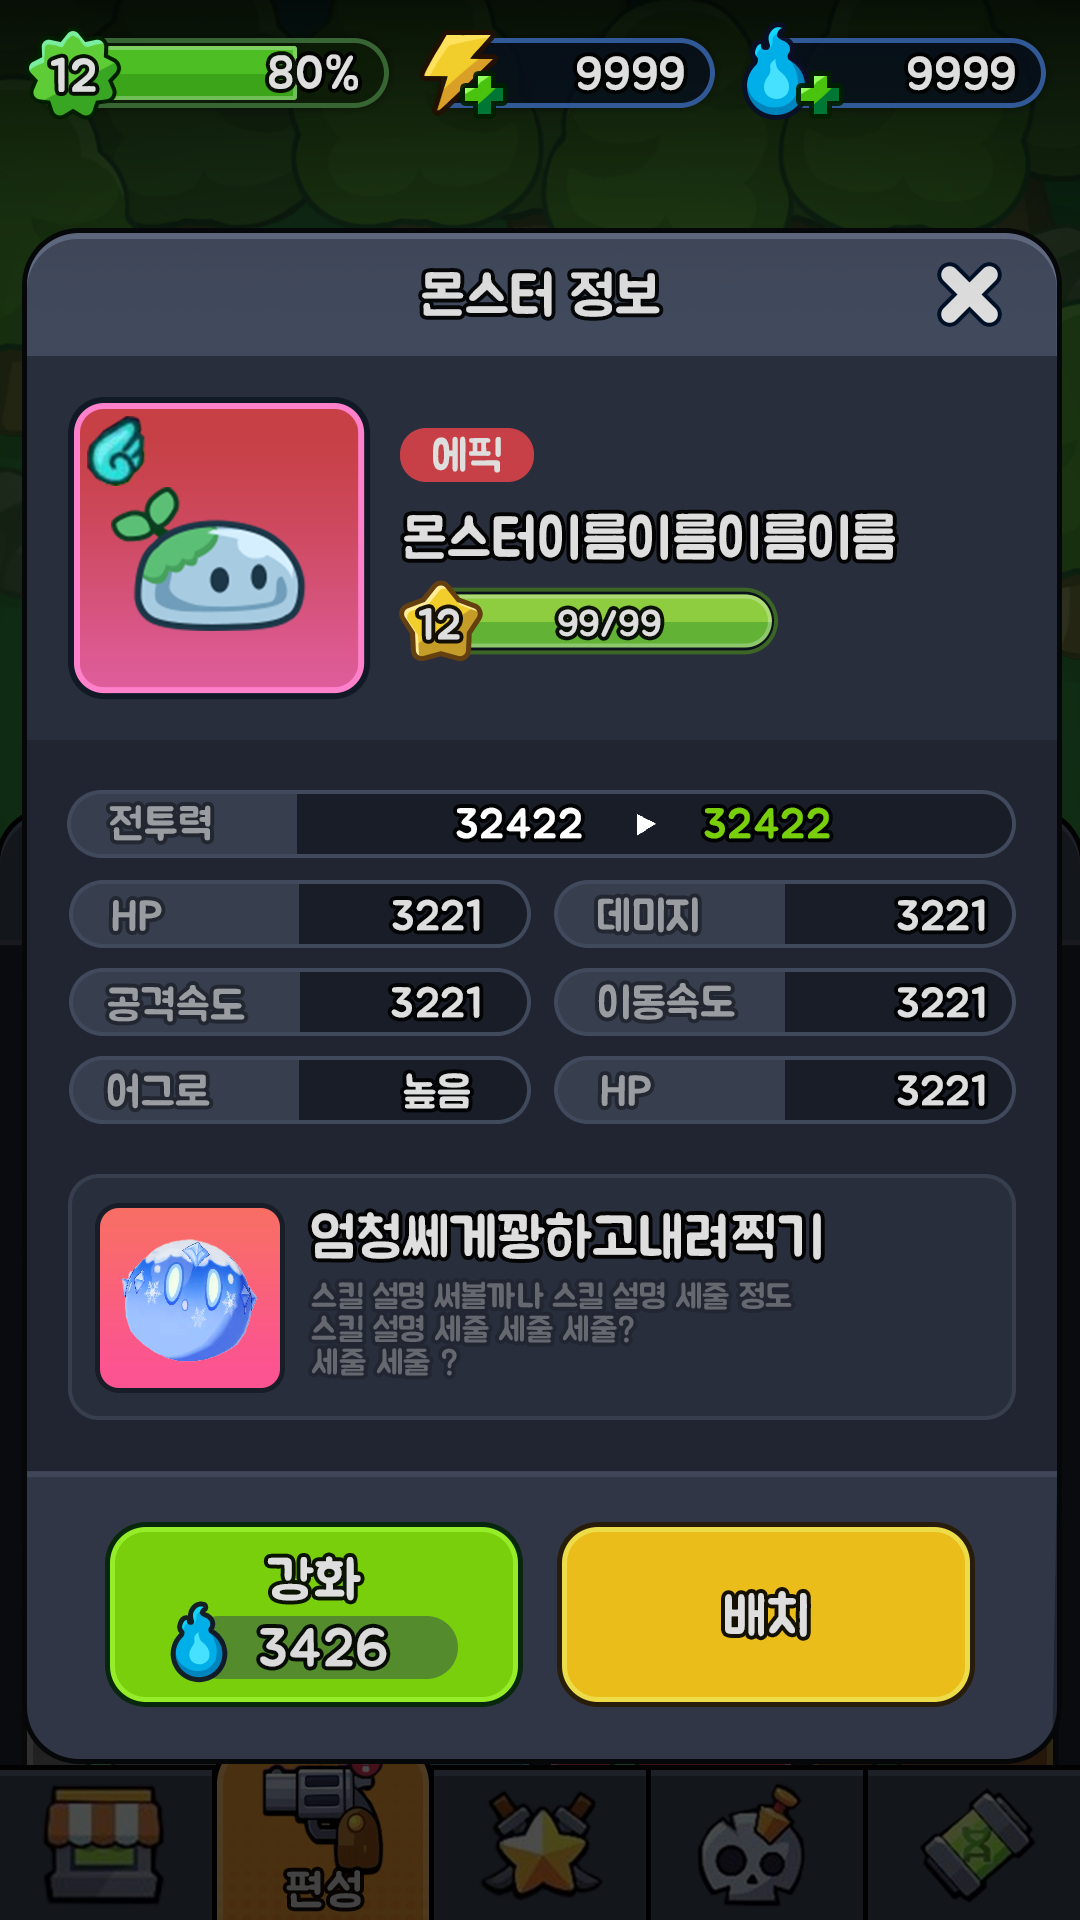 12 80% 9999 9999
몬스터 정보
에픽
몬스터이름이름이름이름
12 99/99
전투력 32422 ▶ 32422
HP 3221 데미지 3221
공격속도 3221 이동속도 3221
어그로 높음 HP 3221
엄청쎄게꽝하고내려찍기
스킬 설명 써볼까나 스킬 설명 세줄 정도
스킬 설명 세줄 세줄 세줄?
세줄 세줄 ?
강화
3426
배치
편성